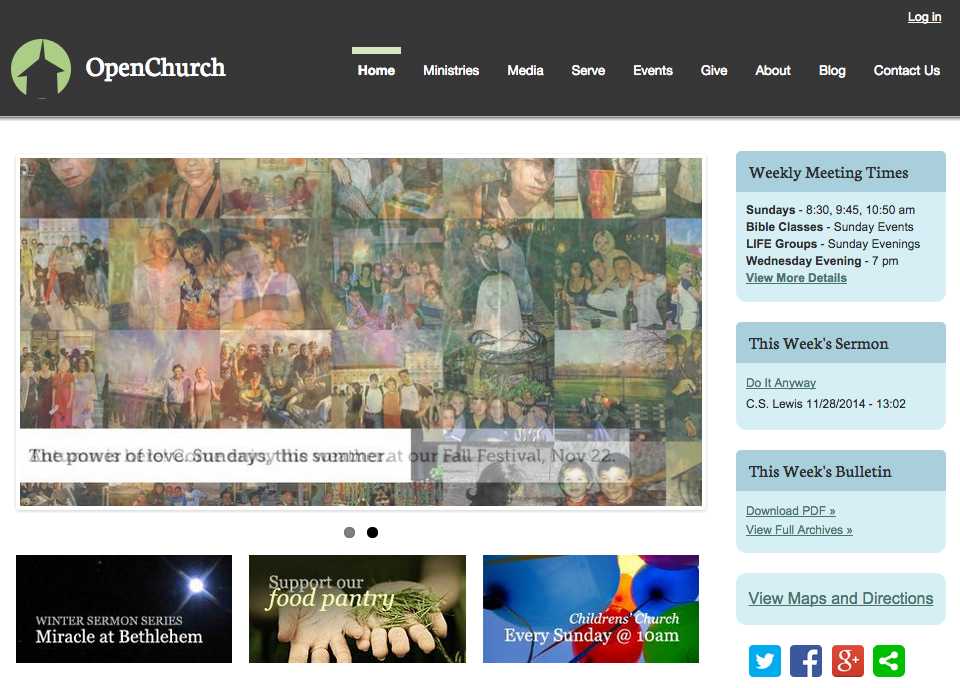 Log in
OpenChurch
Home Ministries Media Serve Events Give About Blog Contact Us
The power of love. Sundays, this summer.
at our Fall Festival, Nov 22.
WINTER SERMON SERIES
Miracle at Bethlehem
Support our
food pantry
Childrens' Church
Every Sunday @ 10am
Weekly Meeting Times
Sundays - 8:30, 9:45, 10:50 am
Bible Classes - Sunday Events
LIFE Groups - Sunday Evenings
Wednesday Evening - 7 pm
View More Details
This Week's Sermon
Do It Anyway
C.S. Lewis 11/28/2014 - 13:02
This Week's Bulletin
Download PDF »
View Full Archives »
View Maps and Directions